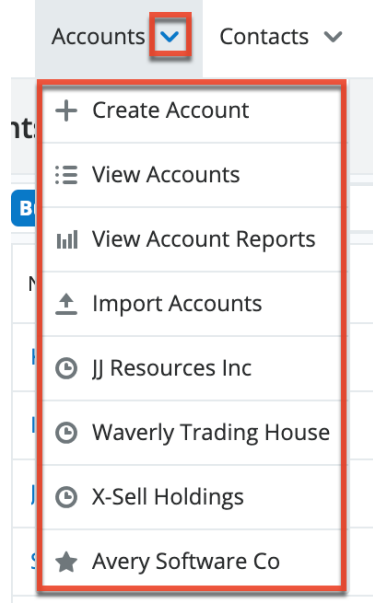 Accounts Contacts
Create Account
View Accounts
View Account Reports
Import Accounts
JJ Resources Inc
Waverly Trading House
X-Sell Holdings
Avery Software Co